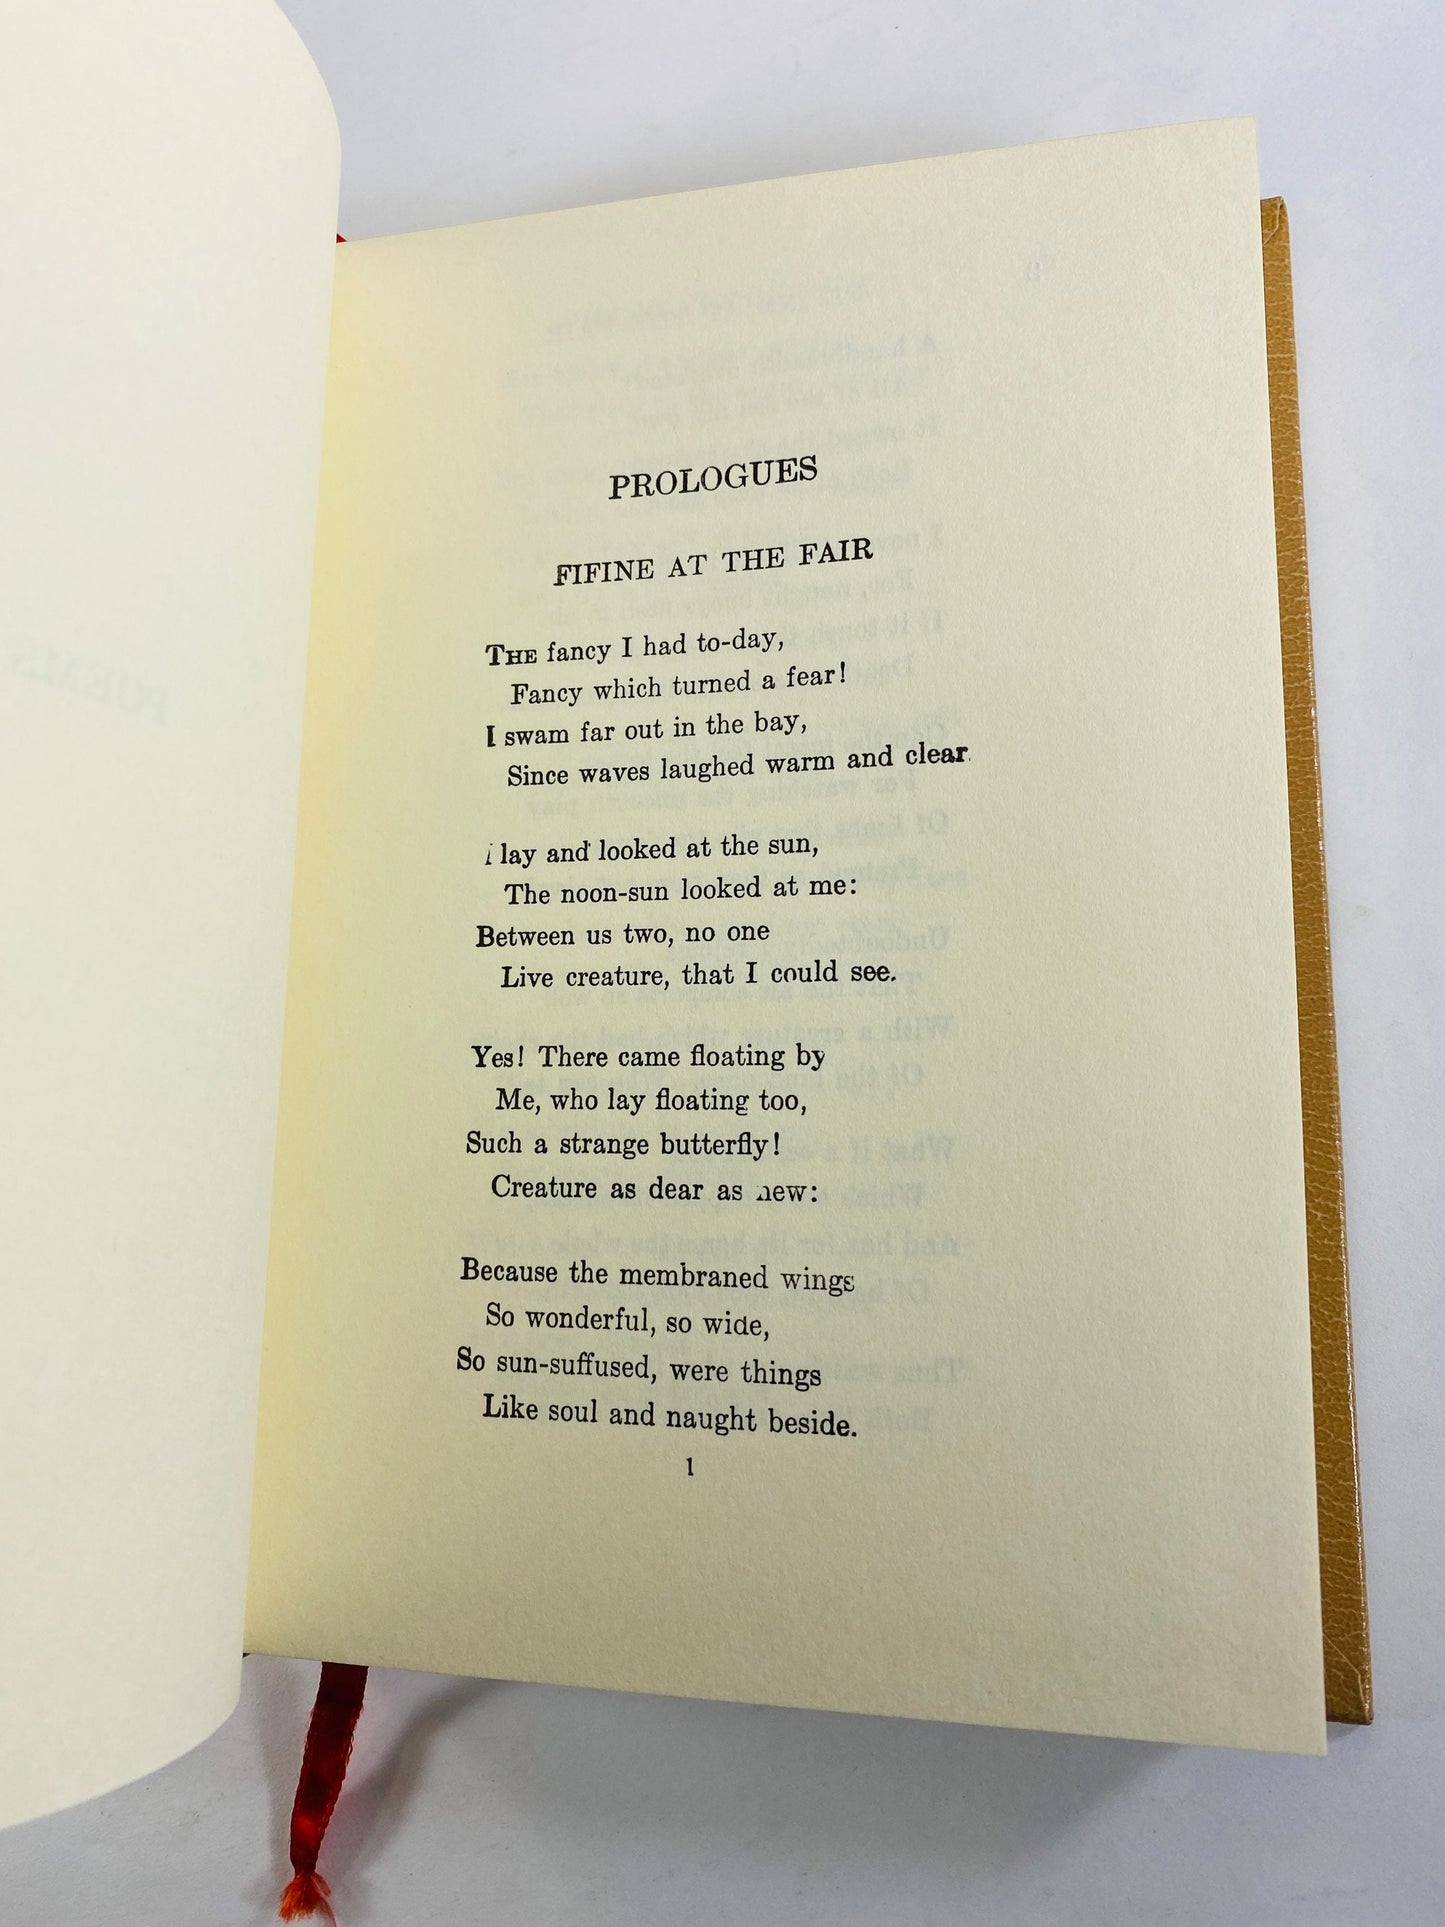 PROLOGUES
FIFINE AT THE FAIR
THE fancy I had to-day,
Fancy which turned a fear!
I swam far out in the bay,
Since waves laughed warm and clear.
I lay and looked at the sun,
The noon-sun looked at me:
Between us two, no one
Live creature, that I could see.
Yes! There came floating by
Me, who lay floating too,
Such a strange butterfly!
Creature as dear as new:
Because the membraned wings
So wonderful, so wide,
So sun-suffused, were things
Like soul and naught beside.
1